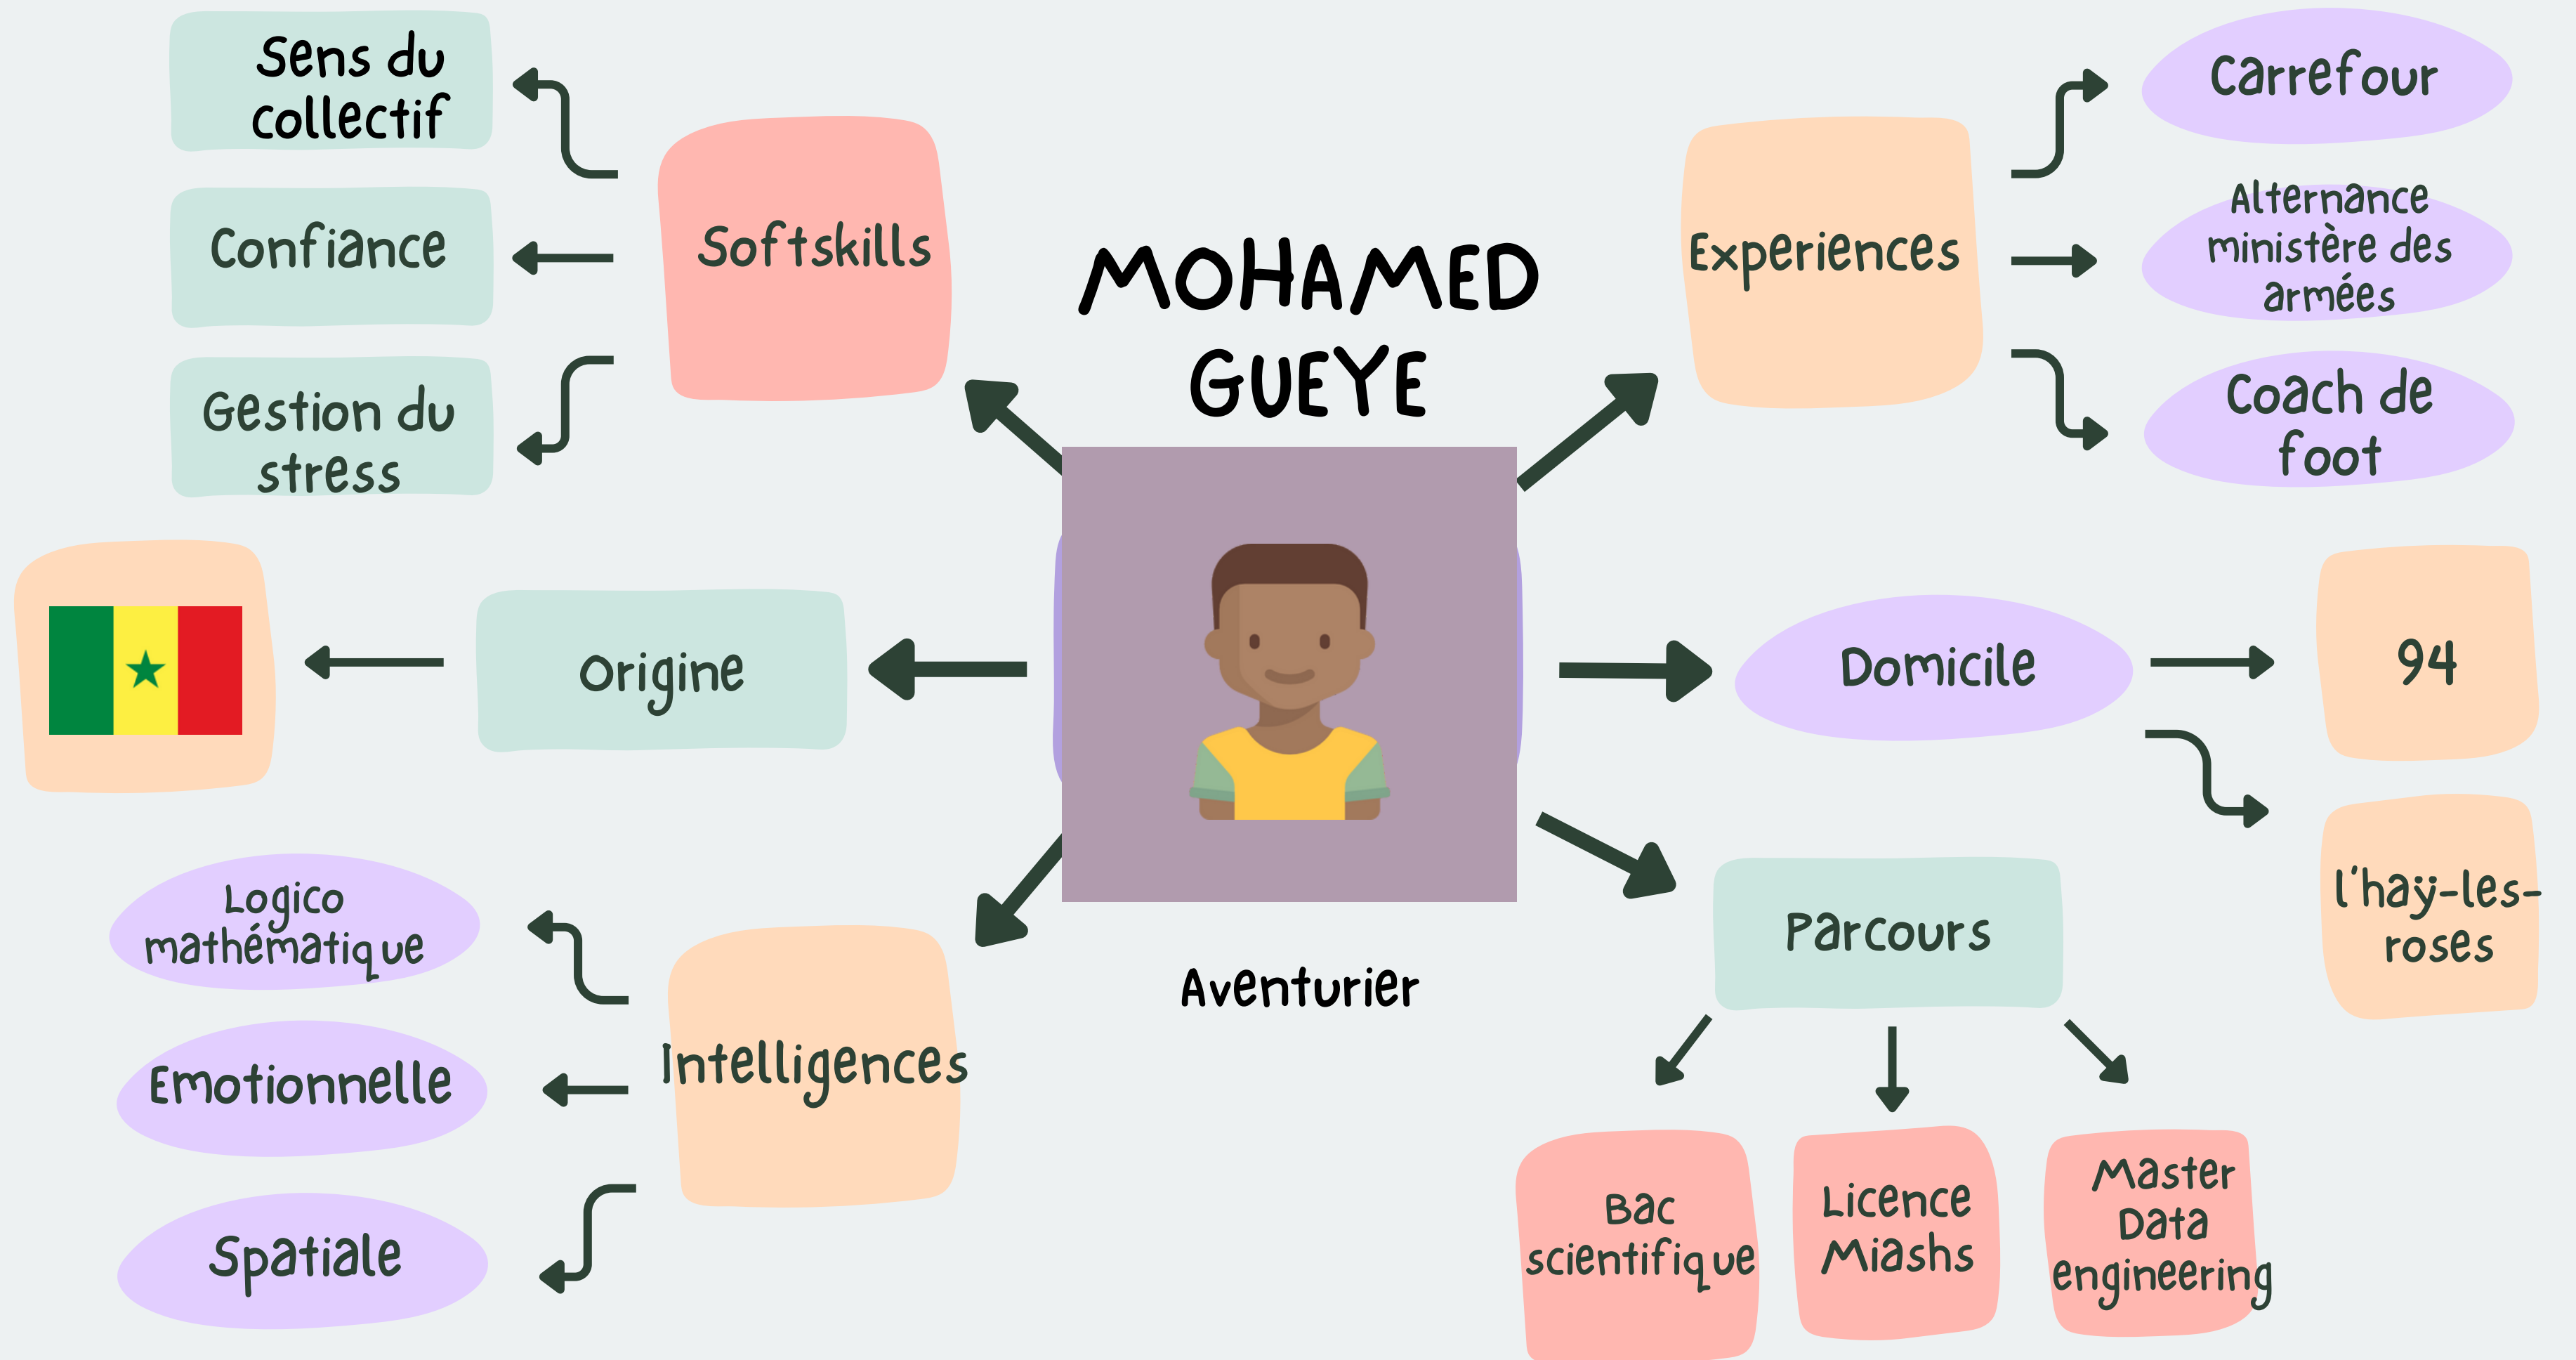 MOHAMED
GUEYE
Aventurier
Softskills
Sens du
collectif
Confiance
Gestion du
stress
Origine
Intelligences
Logico
mathématique
Emotionnelle
Spatiale
Experiences
Carrefour
Alternance
ministère des
armées
Coach de
foot
Domicile
94
l'haÿ-les-
roses
Parcours
Bac
scientifique
Licence
Miashs
Master
Data
engineering